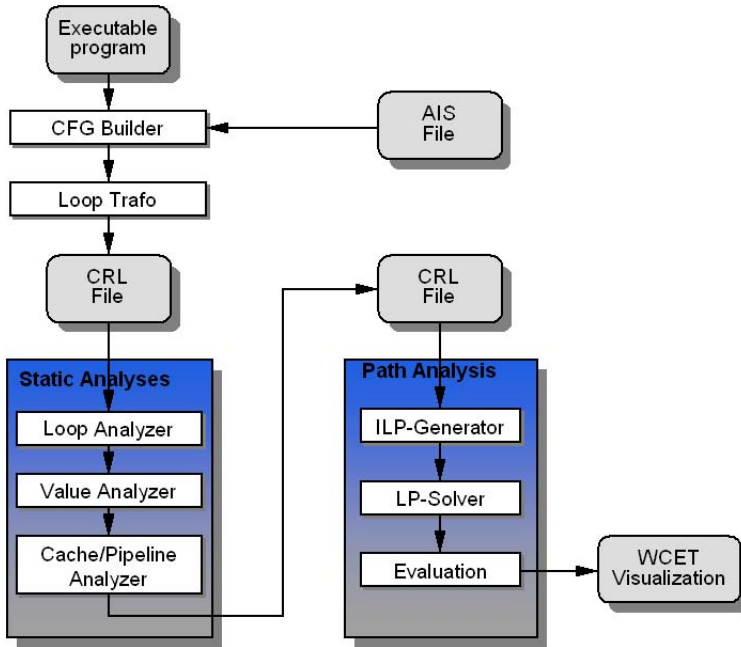 Executable
program
CFG Builder
AIS
File
Loop Trafo
CRL
File
CRL
File
Static Analyses
Loop Analyzer
Value Analyzer
Cache/Pipeline
Analyzer
Path Analysis
ILP-Generator
LP-Solver
Evaluation
WCET
Visualization